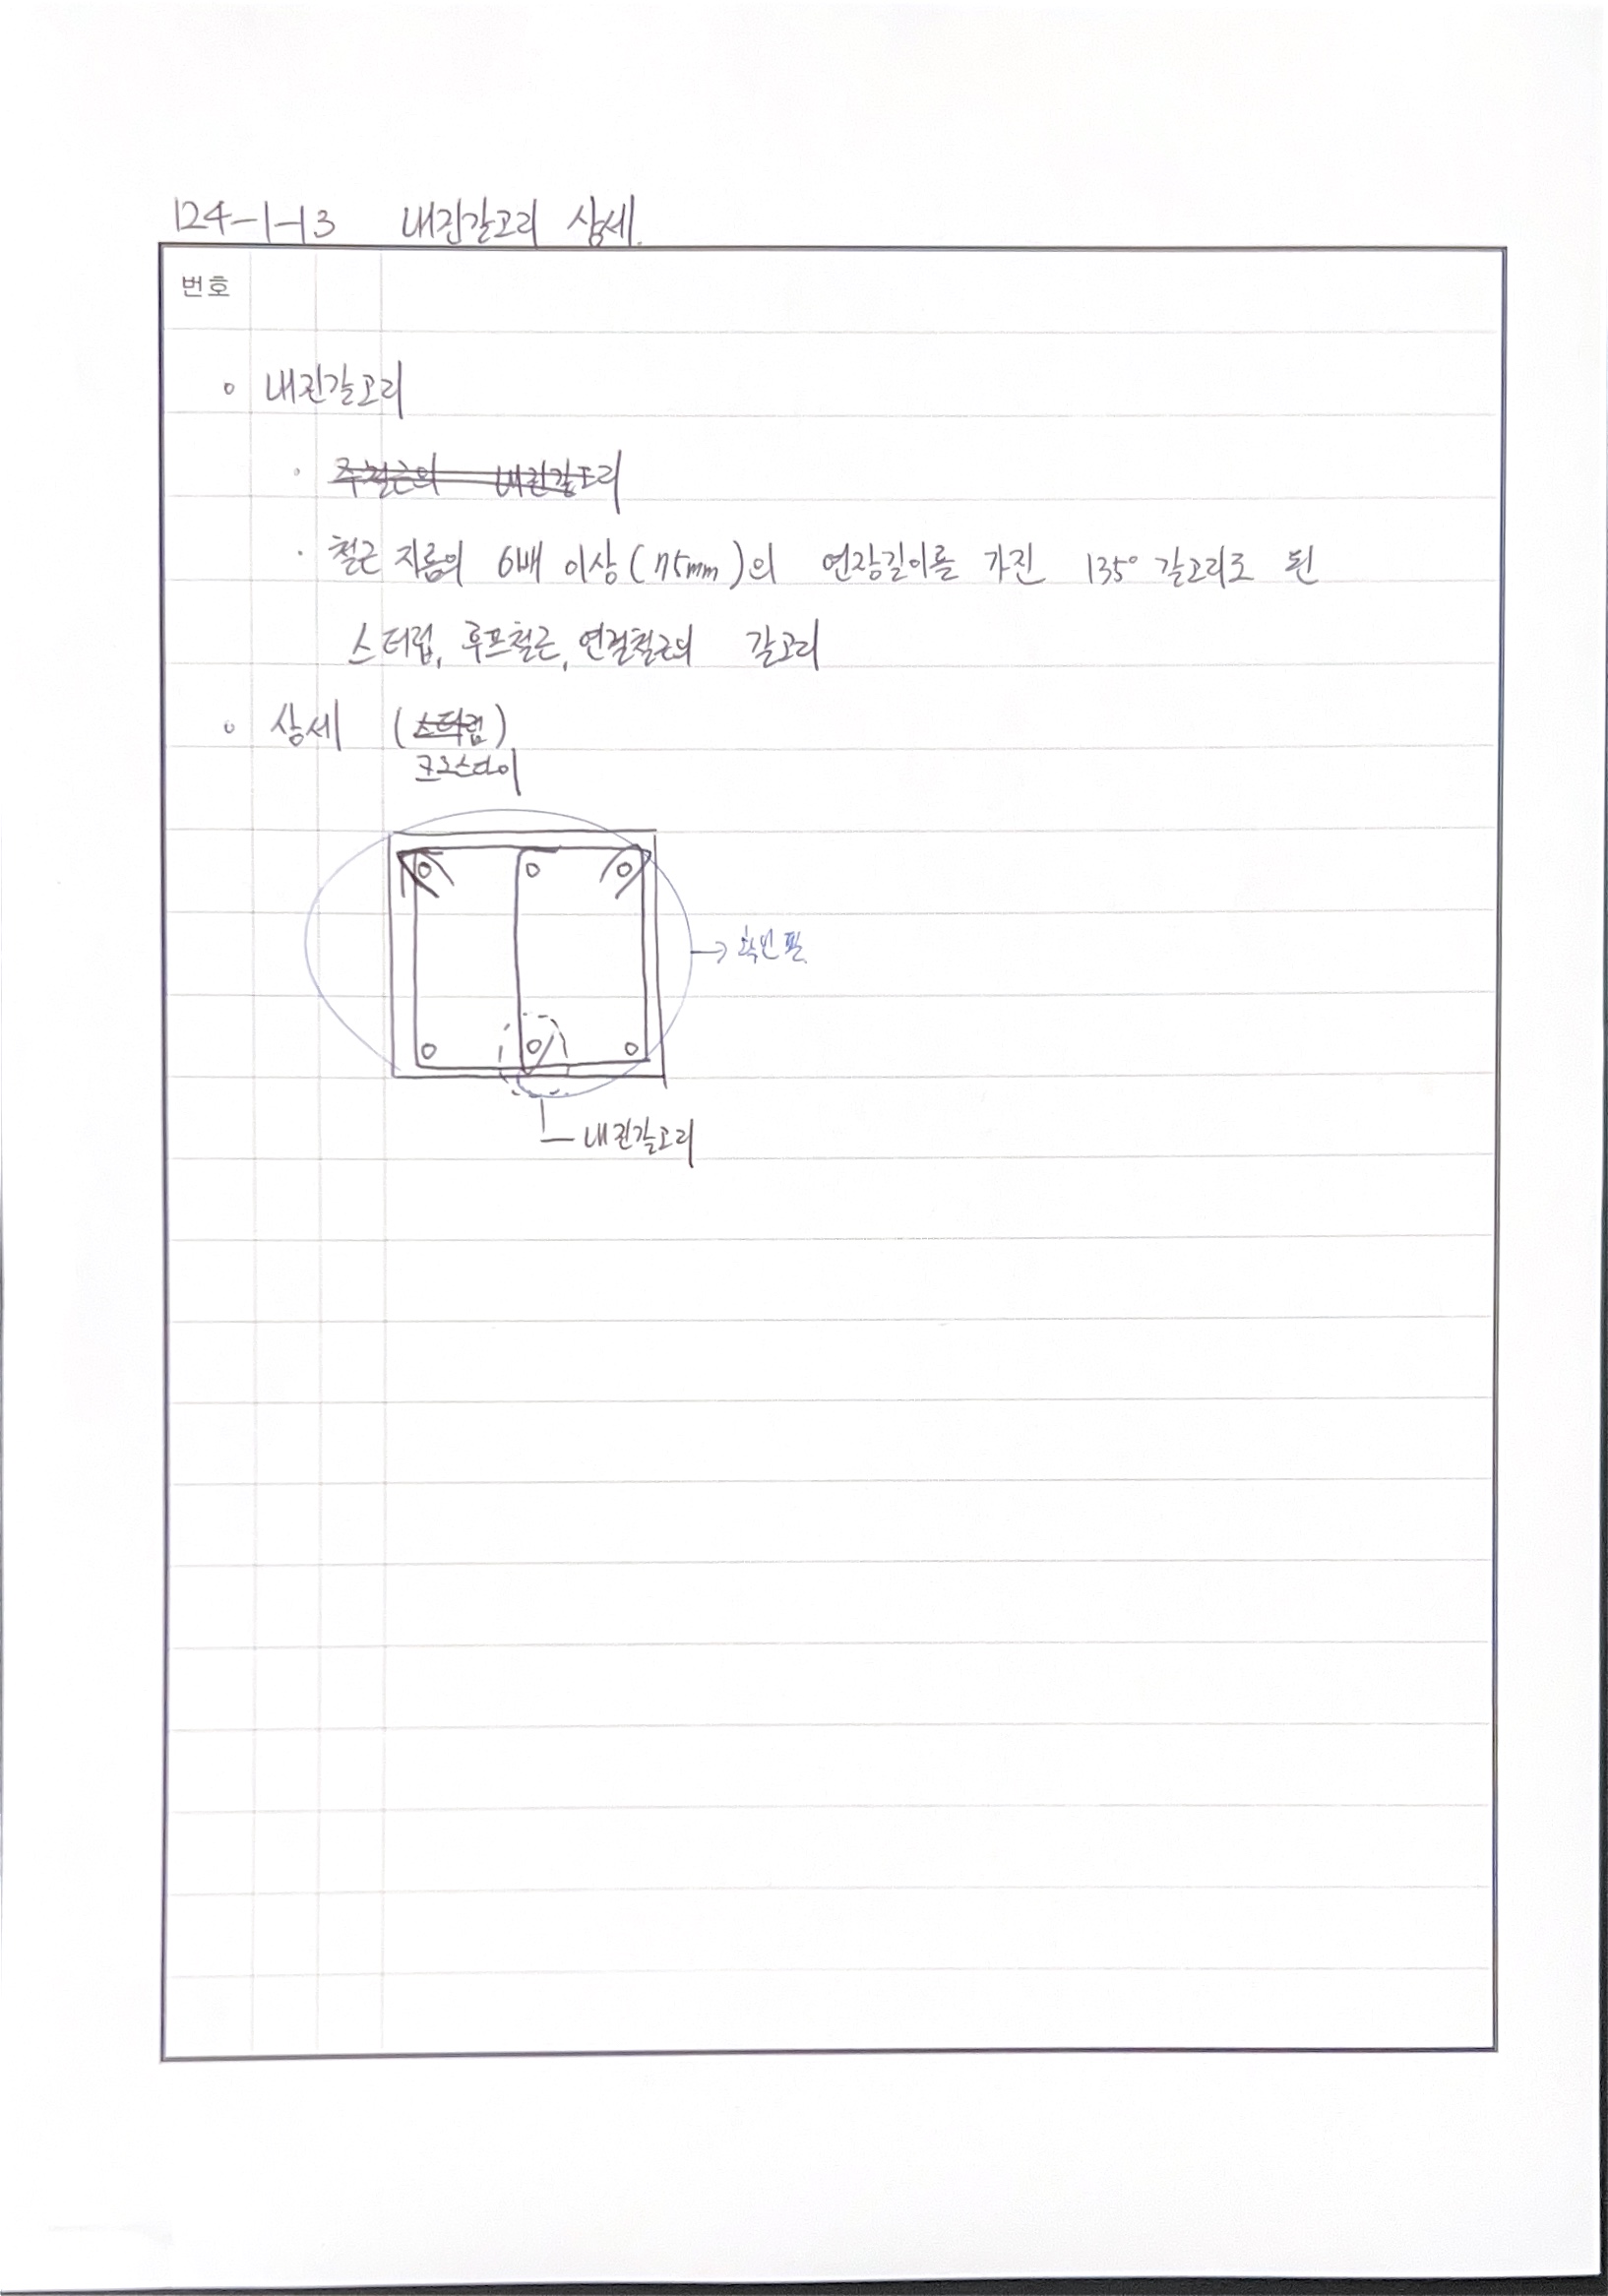 124-1-13 내진갈고리 상세.
번호
◦ 내진갈고리
· 주철근의 내진갈고리
· 철근 지름의 6배 이상(75mm)의 연장길이를 가진 135° 갈고리로 된
스터럽, 후프철근, 연결철근의 갈고리
◦ 상세 (스터럽)
크로스타이
→ 확인 필
내진갈고리